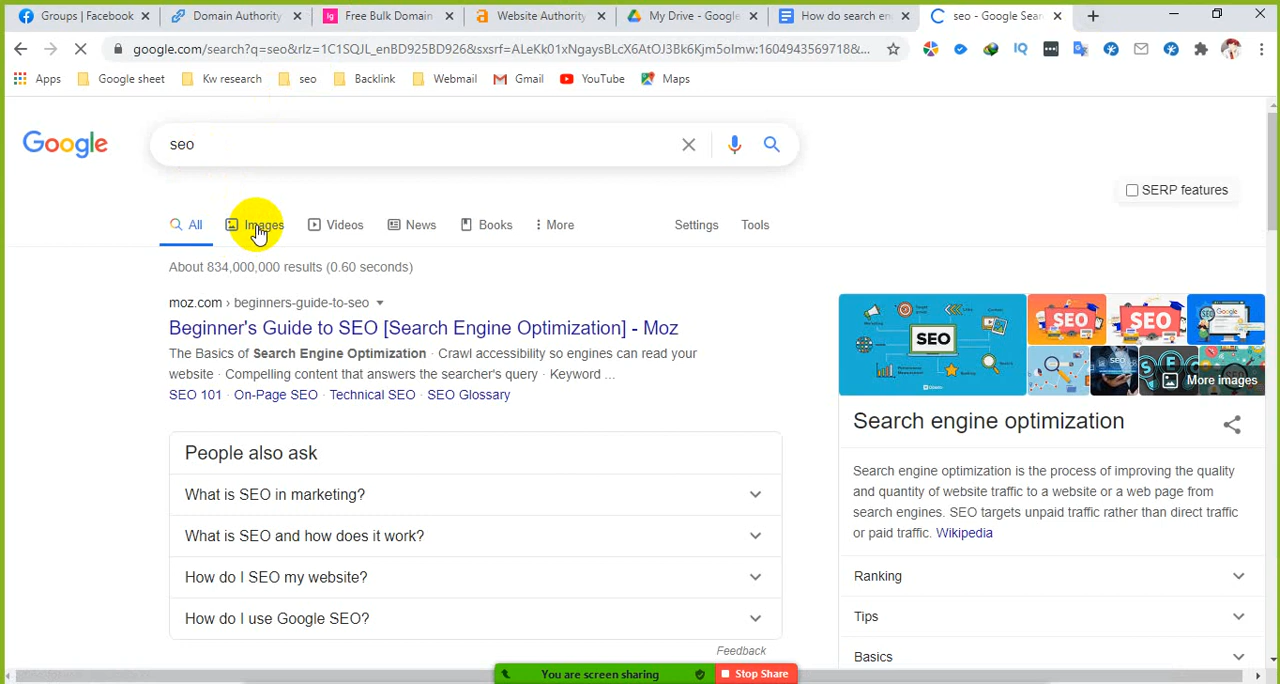 Groups | Facebook
Domain Authority
Free Bulk Domain
Website Authority
My Drive - Google
How do search en
seo - Google Sear
google.com/search?q=seo&rlz=1C1SQJL_enBD925BD926&sxsrf=ALeKk01xNgaysBLcX6AtOJ3Bk6Kjm5olmw:1604943569718&...
Apps
Google sheet
Kw research
seo
Backlink
Webmail
Gmail
YouTube
Maps
Google
seo
SERP features
All
Images
Videos
News
Books
More
Settings
Tools
About 834,000,000 results (0.60 seconds)
moz.com › beginners-guide-to-seo
Beginner's Guide to SEO [Search Engine Optimization] - Moz
The Basics of Search Engine Optimization · Crawl accessibility so engines can read your
website · Compelling Content that answers the searcher's query · Keyword ...
SEO 101 · On-Page SEO · Technical SEO · SEO Glossary
People also ask
What is SEO in marketing?
What is SEO and how does it work?
How do I SEO my website?
How do I use Google SEO?
Feedback
SEO
SEO
SEO
More images
Search engine optimization
Search engine optimization is the process of improving the quality
and quantity of website traffic to a website or a web page from
search engines. SEO targets unpaid traffic rather than direct traffic
or paid traffic. Wikipedia
Ranking
Tips
Basics
You are screen sharing
Stop Share